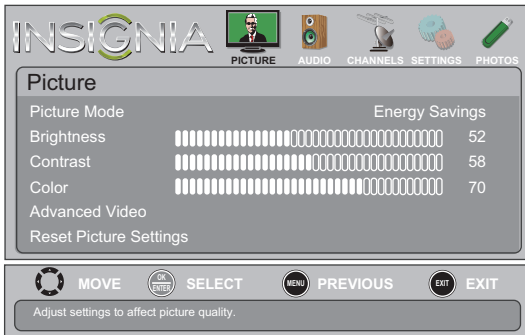 INSIGNIA
PICTURE AUDIO CHANNELS SETTINGS PHOTOS
Picture
Picture Mode Energy Savings
Brightness 52
Contrast 58
Color 70
Advanced Video
Reset Picture Settings
MOVE OK ENTER SELECT MENU PREVIOUS EXIT EXIT
Adjust settings to affect picture quality.